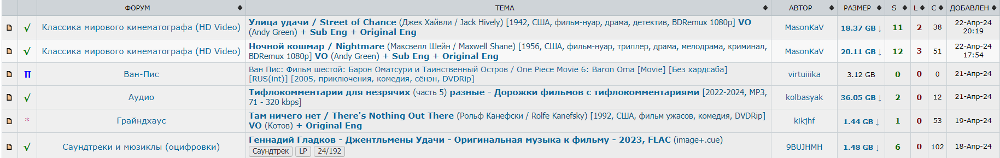 ФОРУМ ТЕМА АВТОР РАЗМЕР S L C ДОБАВЛЕН
√ Классика мирового кинематографа (HD Video)
Улица удачи / Street of Chance (Джек Хайвли / Jack Hively) [1942, США, фильм-нуар, драма, детектив, BDRemux 1080p] VO
(Andy Green) + Sub Eng + Original Eng
MasonKaV 18.37 GB ↓ 11 2 38 22-Апр-24
20:19
√ Классика мирового кинематографа (HD Video)
Ночной кошмар / Nightmare (Максвелл Шейн / Maxwell Shane) [1956, США, фильм-нуар, триллер, драма, мелодрама, криминал,
BDRemux 1080p] VO (Andy Green) + Sub Eng + Original Eng
MasonKaV 20.11 GB ↓ 12 3 51 22-Апр-24
17:54
П Ван-Пис
Ван Пис: Фильм шестой: Барон Оматсури и Таинственный Остров / One Piece Movie 6: Baron Oma [Movie] [Без хардсаба]
[RUS(int)] [2005, приключения, комедия, сёнэн, DVDRip]
virtuiiika 3.12 GB 0 0 0 21-Апр-24
√ Аудио
Тифлокомментарии для незрячих (часть 5) разные - Дорожки фильмов с тифлокомментариями [2022-2024, MP3,
71 - 320 kbps]
kolbasyak 36.05 GB ↓ 2 0 12 21-Апр-24
* Грайндхаус
Там ничего нет / There's Nothing Out There (Рольф Канефски / Rolfe Kanefsky) [1992, США, фильм ужасов, комедия, DVDRip]
VO (Котов) + Original Eng
kikjhf 1.44 GB ↓ 1 0 53 19-Апр-24
√ Саундтреки и мюзиклы (оцифровки)
Геннадий Гладков - Джентльмены Удачи - Оригинальная музыка к фильму - 2023, FLAC (image+.cue)
Саундтрек LP 24/192
9BUJHMH 1.48 GB ↓ 6 0 102 18-Апр-24